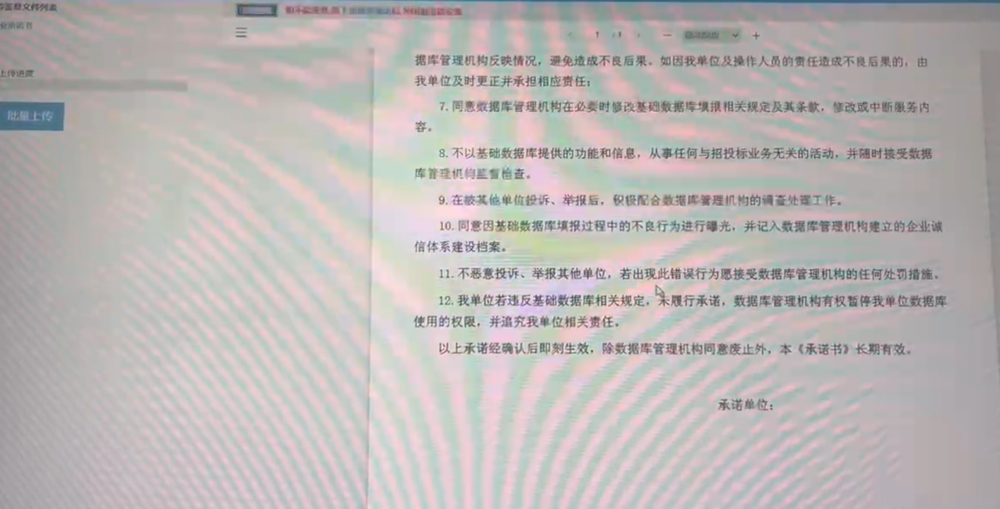 上传进度
批量上传
据库管理机构反映情况，避免造成不良后果。如因我单位及操作人员的责任造成不良后果的，由
我单位及时更正并承担相应责任；
7. 同意数据库管理机构在必要时修改基础数据库填报相关规定及其条款，修改或中断服务内
容。
8. 不以基础数据库提供的功能和信息，从事任何与招投标业务无关的活动，并随时接受数据
库管理机构监督检查。
9. 在被其他单位投诉、举报后，积极配合数据库管理机构的调查处理工作。
10. 同意因基础数据库填报过程中的不良行为进行曝光，并记入数据库管理机构建立的企业诚
信体系建设档案。
11. 不恶意投诉、举报其他单位，若出现此错误行为愿接受数据库管理机构的任何处罚措施。
12. 我单位若违反基础数据库相关规定，未履行承诺，数据库管理机构有权暂停我单位数据库
使用的权限，并追究我单位相关责任。
以上承诺经确认后即刻生效，除数据库管理机构同意废止外，本《承诺书》长期有效。
承诺单位：